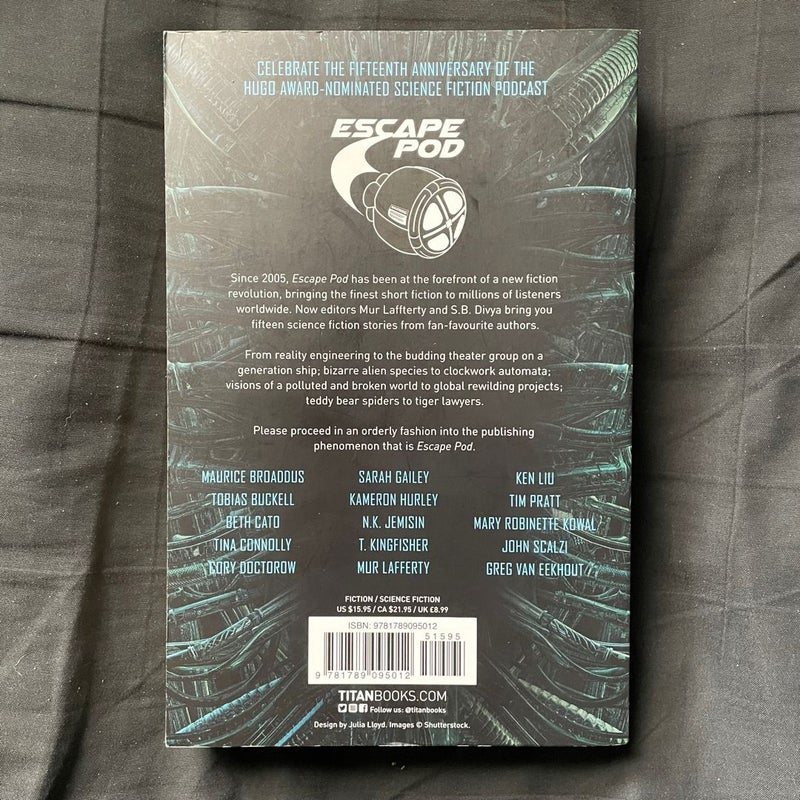 CELEBRATE THE FIFTEENTH ANNIVERSARY OF THE
HUGO AWARD-NOMINATED SCIENCE FICTION PODCAST
ESCAPE
POD
Since 2005, Escape Pod has been at the forefront of a new fiction
revolution, bringing the finest short fiction to millions of listeners
worldwide. Now editors Mur Laffterty and S.B. Divya bring you
fifteen science fiction stories from fan-favourite authors.
From reality engineering to the budding theater group on a
generation ship; bizarre alien species to clockwork automata;
visions of a polluted and broken world to global rewilding projects;
teddy bear spiders to tiger lawyers.
Please proceed in an orderly fashion into the publishing
phenomenon that is Escape Pod.
MAURICE BROADDUS SARAH GAILEY KEN LIU
TOBIAS BUCKELL KAMERON HURLEY TIM PRATT
BETH CATO N.K. JEMISIN MARY ROBINETTE KOWAL
TINA CONNOLLY T. KINGFISHER JOHN SCALZI
CORY DOCTOROW MUR LAFFERTY GREG VAN EEKHOUT
FICTION / SCIENCE FICTION
US $15.95 / CA $21.95 / UK £8.99
ISBN: 9781789095012
51595
9 781789 095012
TITANBOOKS.COM
Follow us: @titanbooks
Design by Julia Lloyd. Images © Shutterstock.